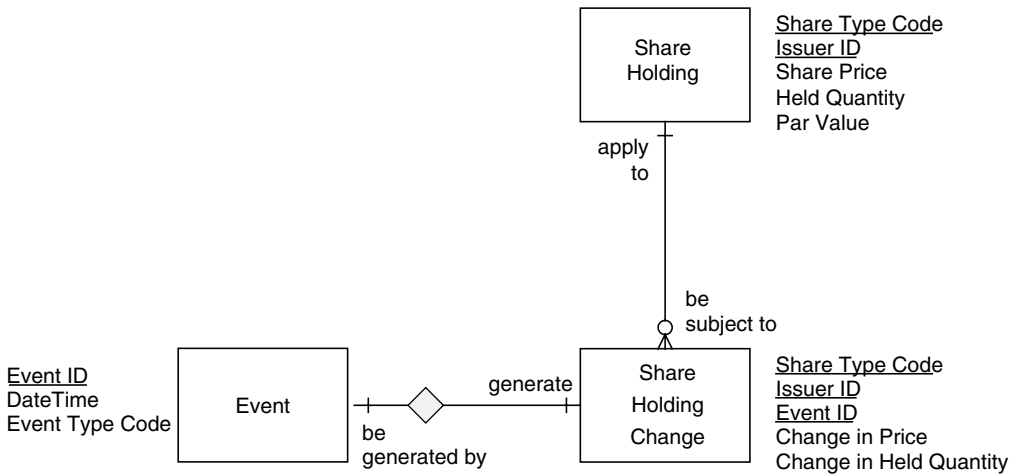 Share
Holding
Share Type Code
Issuer ID
Share Price
Held Quantity
Par Value
apply
to
be
subject to
Event ID
DateTime
Event Type Code
Event
be
generated by
generate
Share
Holding
Change
Share Type Code
Issuer ID
Event ID
Change in Price
Change in Held Quantity